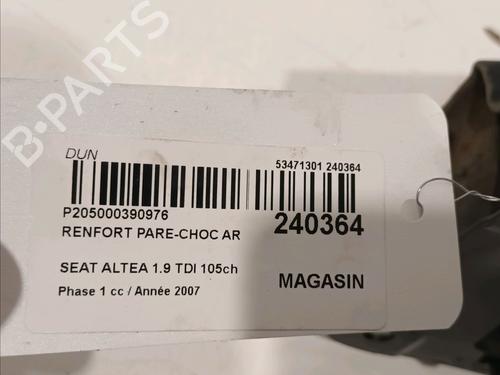 B-PARTS
DUN
53471301 240364
P205000390976
240364
RENFORT PARE-CHOC AR
SEAT ALTEA 1.9 TDI 105ch
MAGASIN
Phase 1 cc / Année 2007